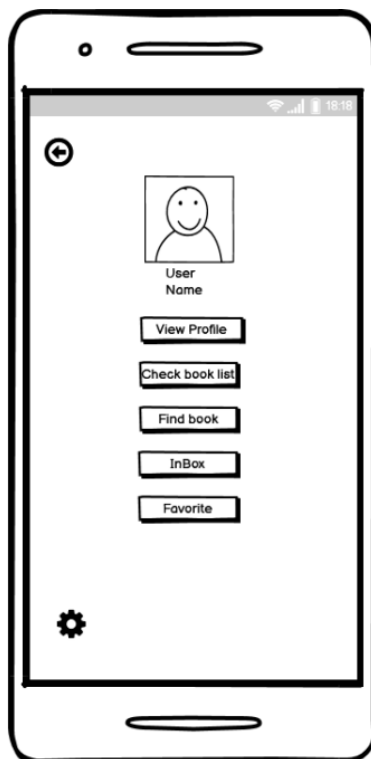 18:18
User
Name
View Profile
Check book list
Find book
InBox
Favorite